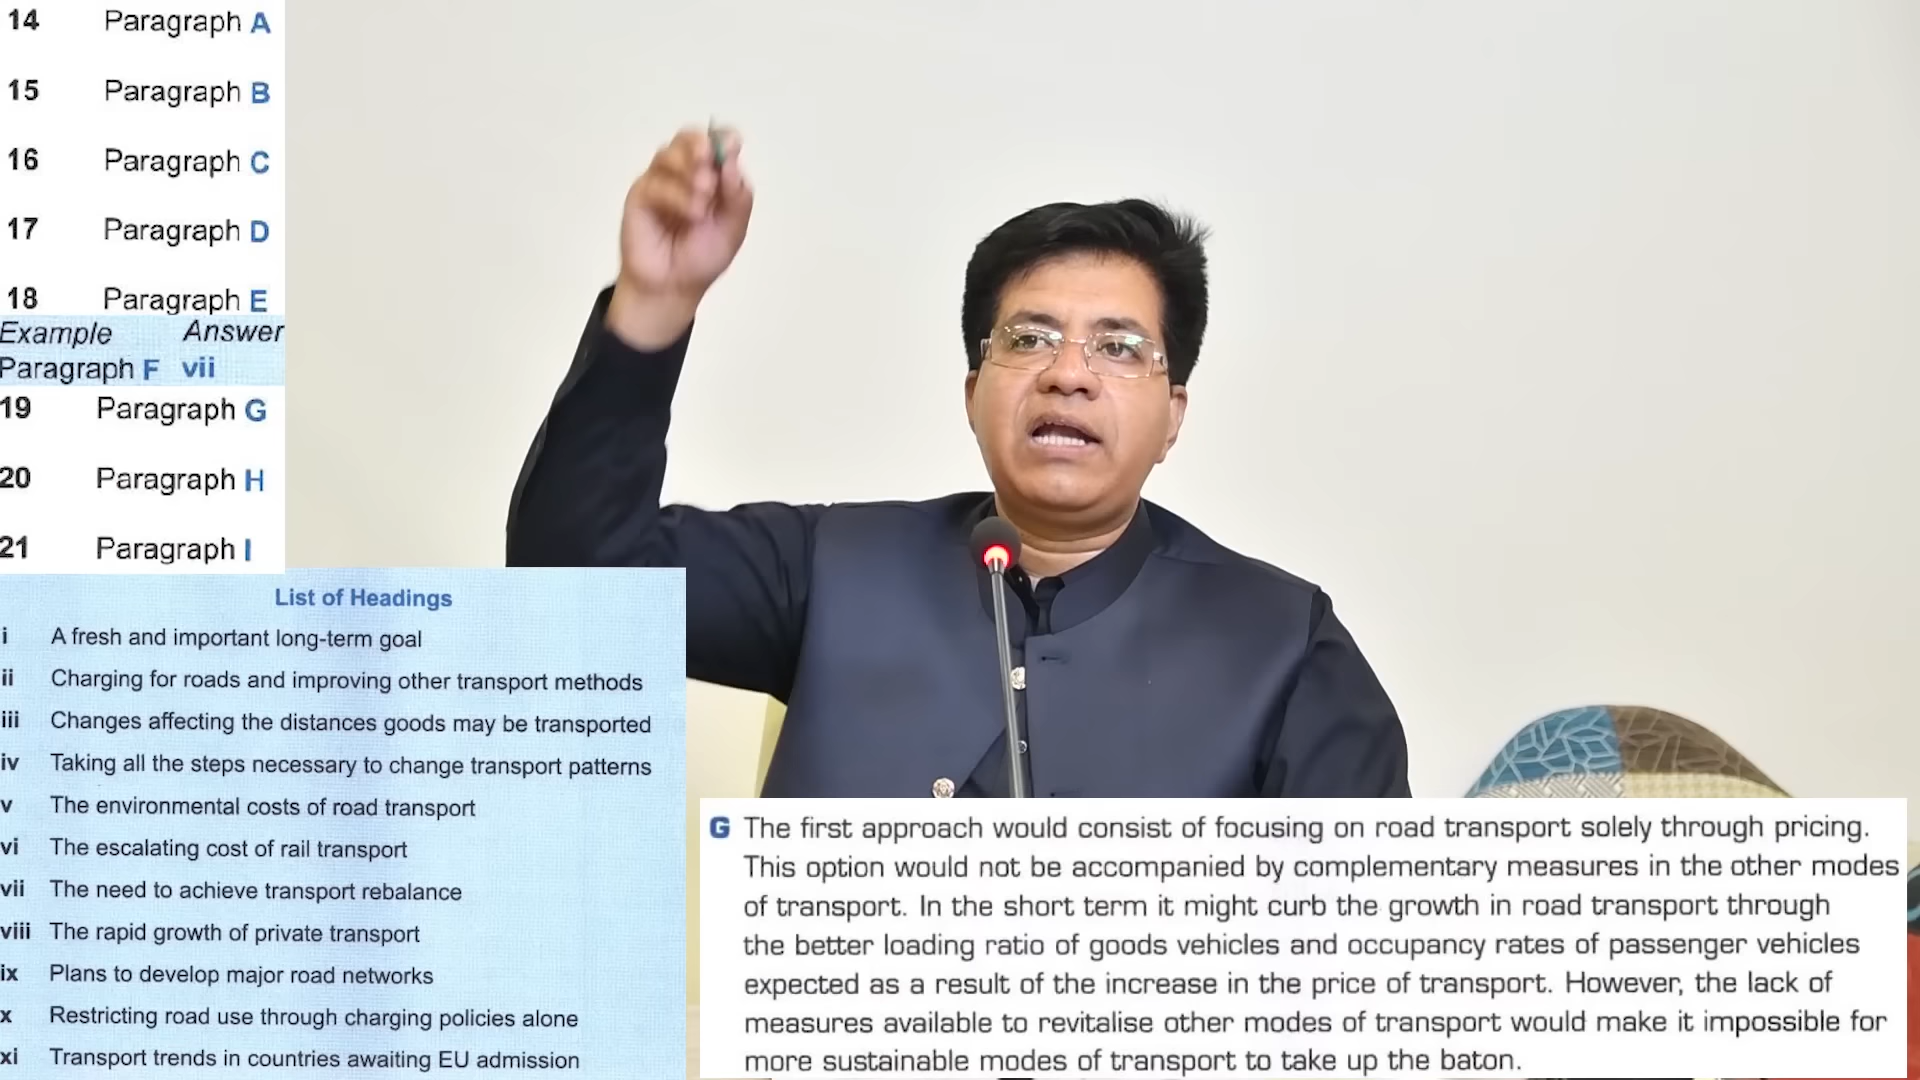 14 Paragraph A
15 Paragraph B
16 Paragraph C
17 Paragraph D
18 Paragraph E
Example Answer
Paragraph F vii
19 Paragraph G
20 Paragraph H
21 Paragraph I
List of Headings
i A fresh and important long-term goal
ii Charging for roads and improving other transport methods
iii Changes affecting the distances goods may be transported
iv Taking all the steps necessary to change transport patterns
v The environmental costs of road transport
vi The escalating cost of rail transport
vii The need to achieve transport rebalance
viii The rapid growth of private transport
ix Plans to develop major road networks
x Restricting road use through charging policies alone
xi Transport trends in countries awaiting EU admission
G The first approach would consist of focusing on road transport solely through pricing.
This option would not be accompanied by complementary measures in the other modes
of transport. In the short term it might curb the growth in road transport through
the better loading ratio of goods vehicles and occupancy rates of passenger vehicles
expected as a result of the increase in the price of transport. However, the lack of
measures available to revitalise other modes of transport would make it impossible for
more sustainable modes of transport to take up the baton.